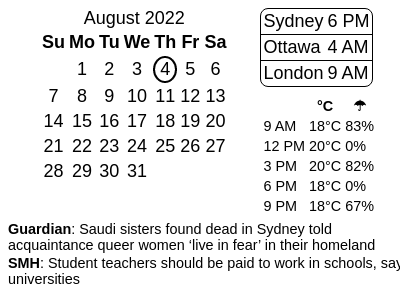 August 2022
Su Mo Tu We Th Fr Sa
1 2 3 4 5 6
7 8 9 10 11 12 13
14 15 16 17 18 19 20
21 22 23 24 25 26 27
28 29 30 31
Sydney 6 PM
Ottawa 4 AM
London 9 AM
°C ☂
9 AM 18°C 83%
12 PM 20°C 0%
3 PM 20°C 82%
6 PM 18°C 0%
9 PM 18°C 67%
Guardian: Saudi sisters found dead in Sydney told
acquaintance queer women ‘live in fear’ in their homeland
SMH: Student teachers should be paid to work in schools, say
universities